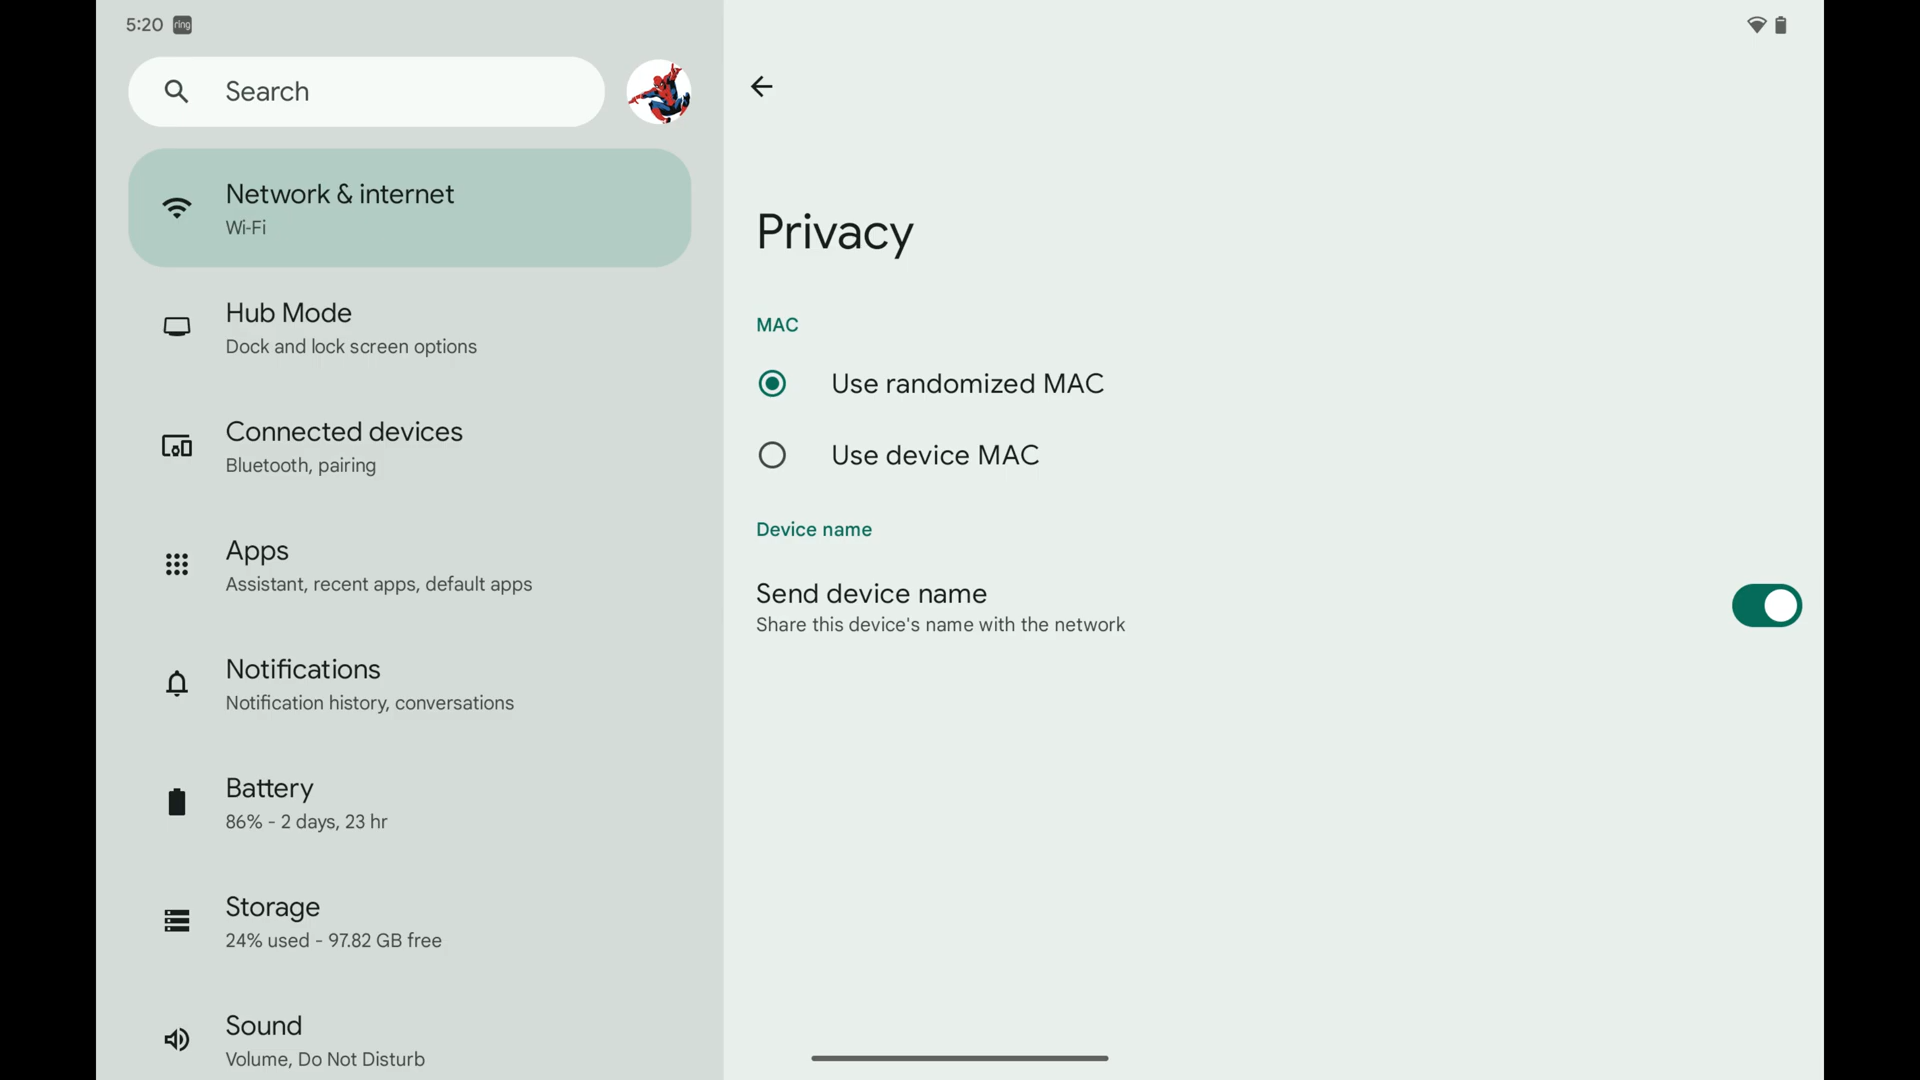 5:20 ring
Search
Network & internet
Wi-Fi
Hub Mode
Dock and lock screen options
Connected devices
Bluetooth, pairing
Apps
Assistant, recent apps, default apps
Notifications
Notification history, conversations
Battery
86% - 2 days, 23 hr
Storage
24% used - 97.82 GB free
Sound
Volume, Do Not Disturb
Privacy
MAC
Use randomized MAC
Use device MAC
Device name
Send device name
Share this device's name with the network